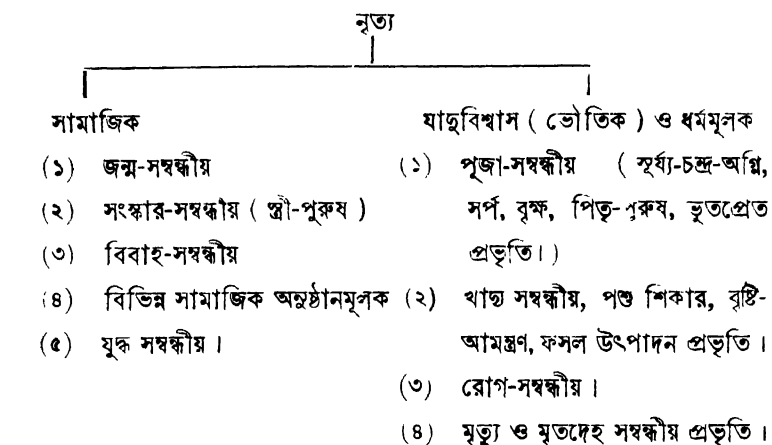 নৃত্য
সামাজিক
(১) জন্ম-সম্বন্ধীয়
(২) সংস্কার-সম্বন্ধীয় ( স্ত্রী-পুরুষ )
(৩) বিবাহ-সম্বন্ধীয়
(৪) বিভিন্ন সামাজিক অনুষ্ঠানমূলক
(৫) যুদ্ধ সম্বন্ধীয় ।
যাদুবিশ্বাস ( ভৌতিক ) ও ধর্মমূলক
(১) পূজা-সম্বন্ধীয় ( সূর্য্য-চন্দ্র-অগ্নি,
সর্প, বৃক্ষ, পিতৃ-পুরুষ, ভুতপ্রেত
প্রভৃতি। )
(২) খাদ্য সম্বন্ধীয়, পশু শিকার, বৃষ্টি-
আমন্ত্রণ, ফসল উৎপাদন প্রভৃতি ।
(৩) রোগ-সম্বন্ধীয় ।
(৪) মৃত্যু ও মৃতদেহ সম্বন্ধীয় প্রভৃতি ।